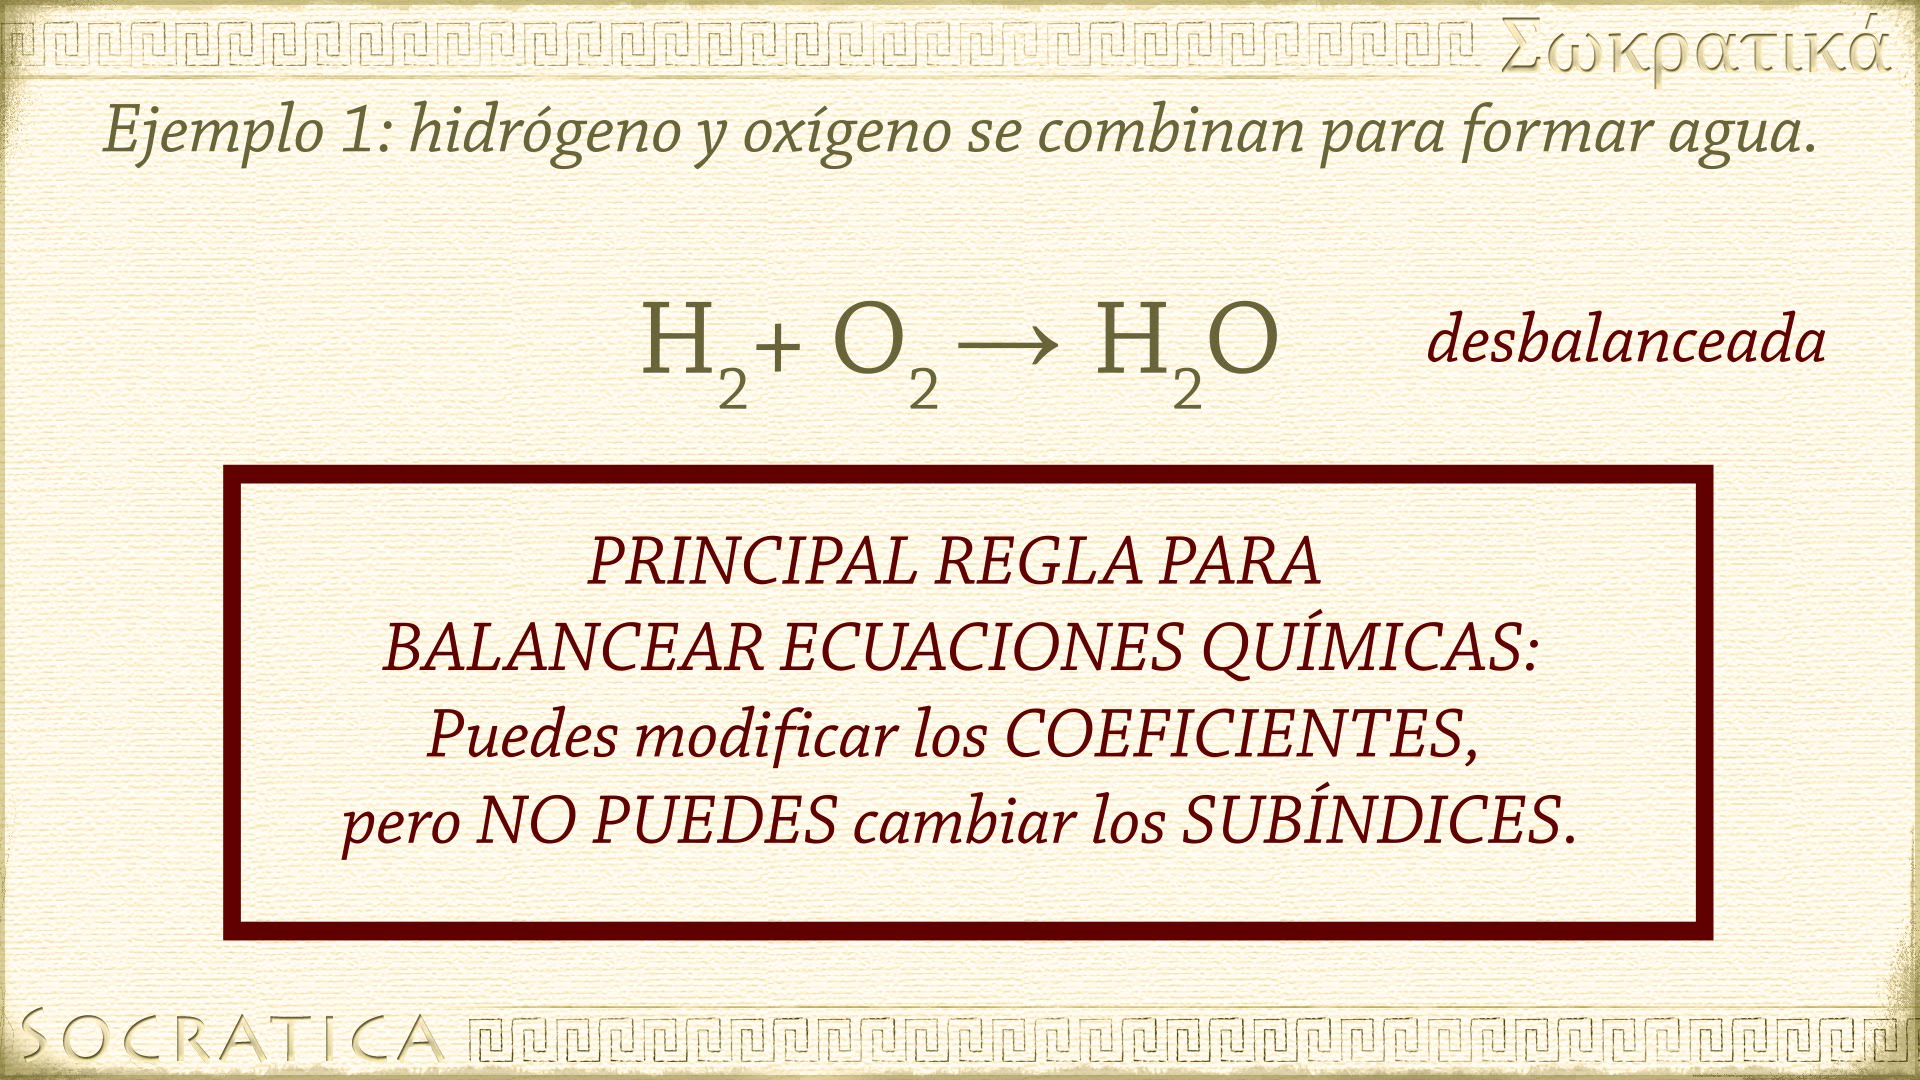 Σωκρατικά
Ejemplo 1: hidrógeno y oxígeno se combinan para formar agua.
H₂+ O₂ → H₂O
desbalanceada
PRINCIPAL REGLA PARA
BALANCEAR ECUACIONES QUÍMICAS:
Puedes modificar los COEFICIENTES,
pero NO PUEDES cambiar los SUBÍNDICES.
SOCRATICA